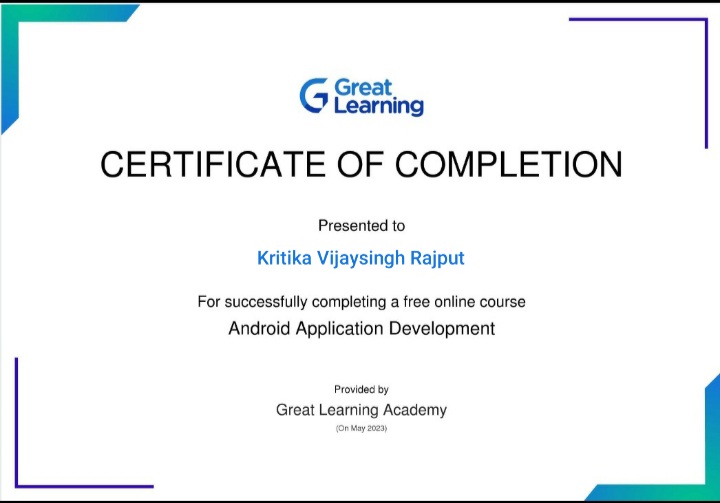 Great
Learning
CERTIFICATE OF COMPLETION
Presented to
Kritika Vijaysingh Rajput
For successfully completing a free online course
Android Application Development
Provided by
Great Learning Academy
(On May 2023)